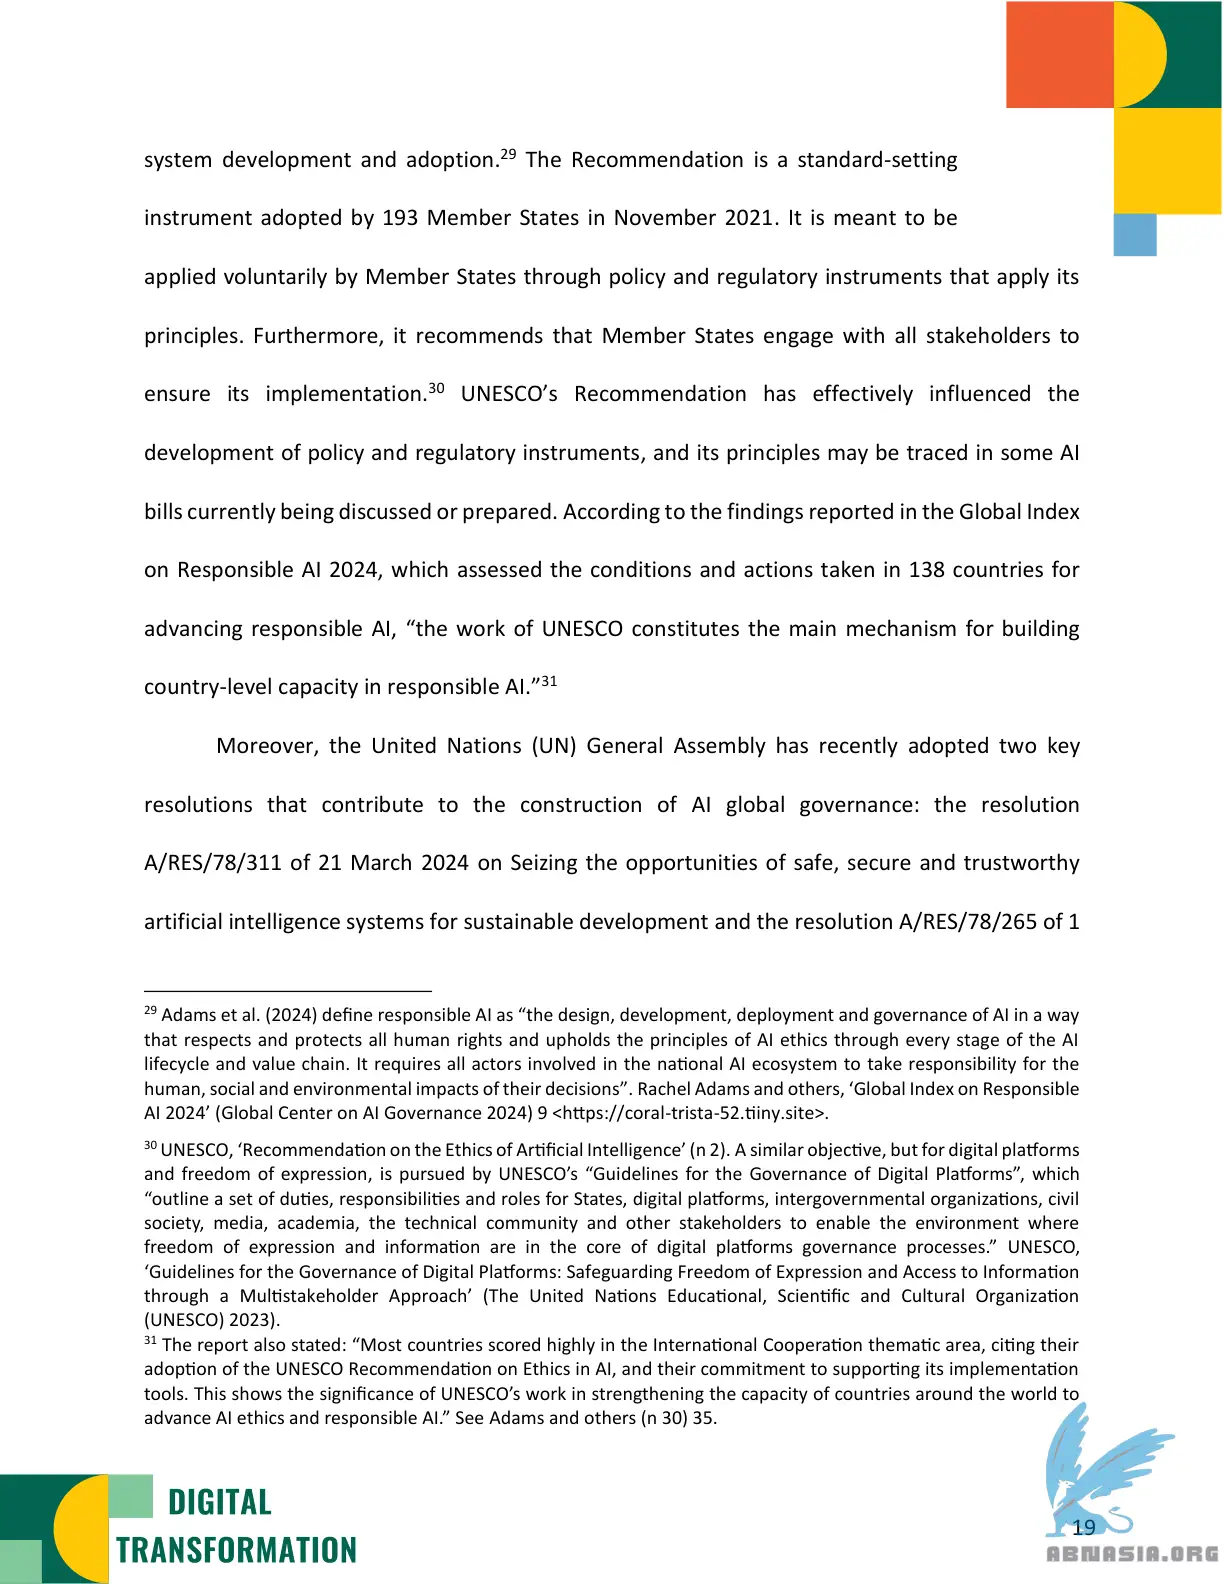 system development and adoption.29 The Recommendation is a standard-setting
instrument adopted by 193 Member States in November 2021. It is meant to be
applied voluntarily by Member States through policy and regulatory instruments that apply its
principles. Furthermore, it recommends that Member States engage with all stakeholders to
ensure its implementation.30 UNESCO’s Recommendation has effectively influenced the
development of policy and regulatory instruments, and its principles may be traced in some AI
bills currently being discussed or prepared. According to the findings reported in the Global Index
on Responsible AI 2024, which assessed the conditions and actions taken in 138 countries for
advancing responsible AI, “the work of UNESCO constitutes the main mechanism for building
country-level capacity in responsible AI.”31
Moreover, the United Nations (UN) General Assembly has recently adopted two key
resolutions that contribute to the construction of AI global governance: the resolution
A/RES/78/311 of 21 March 2024 on Seizing the opportunities of safe, secure and trustworthy
artificial intelligence systems for sustainable development and the resolution A/RES/78/265 of 1
29 Adams et al. (2024) define responsible AI as “the design, development, deployment and governance of AI in a way
that respects and protects all human rights and upholds the principles of AI ethics through every stage of the AI
lifecycle and value chain. It requires all actors involved in the national AI ecosystem to take responsibility for the
human, social and environmental impacts of their decisions”. Rachel Adams and others, ‘Global Index on Responsible
AI 2024’ (Global Center on AI Governance 2024) 9 <https://coral-trista-52.tiiny.site>.
30 UNESCO, ‘Recommendation on the Ethics of Artificial Intelligence’ (n 2). A similar objective, but for digital platforms
and freedom of expression, is pursued by UNESCO’s “Guidelines for the Governance of Digital Platforms”, which
“outline a set of duties, responsibilities and roles for States, digital platforms, intergovernmental organizations, civil
society, media, academia, the technical community and other stakeholders to enable the environment where
freedom of expression and information are in the core of digital platforms governance processes.” UNESCO,
‘Guidelines for the Governance of Digital Platforms: Safeguarding Freedom of Expression and Access to Information
through a Multistakeholder Approach’ (The United Nations Educational, Scientific and Cultural Organization
(UNESCO) 2023).
31 The report also stated: “Most countries scored highly in the International Cooperation thematic area, citing their
adoption of the UNESCO Recommendation on Ethics in AI, and their commitment to supporting its implementation
tools. This shows the significance of UNESCO’s work in strengthening the capacity of countries around the world to
advance AI ethics and responsible AI.” See Adams and others (n 30) 35.
DIGITAL
TRANSFORMATION
19
ABNASIA.ORG